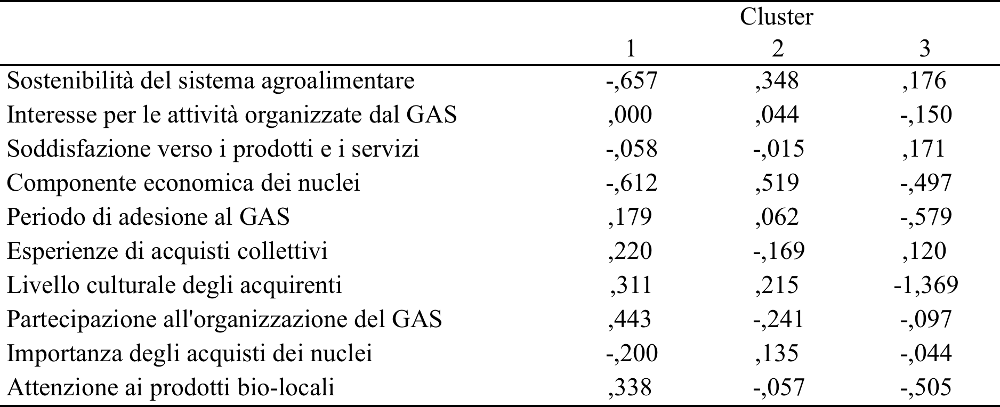 Cluster
1 2 3
Sostenibilità del sistema agroalimentare -,657 ,348 ,176
Interesse per le attività organizzate dal GAS ,000 ,044 -,150
Soddisfazione verso i prodotti e i servizi -,058 -,015 ,171
Componente economica dei nuclei -,612 ,519 -,497
Periodo di adesione al GAS ,179 ,062 -,579
Esperienze di acquisti collettivi ,220 -,169 ,120
Livello culturale degli acquirenti ,311 ,215 -1,369
Partecipazione all'organizzazione del GAS ,443 -,241 -,097
Importanza degli acquisti dei nuclei -,200 ,135 -,044
Attenzione ai prodotti bio-locali ,338 -,057 -,505